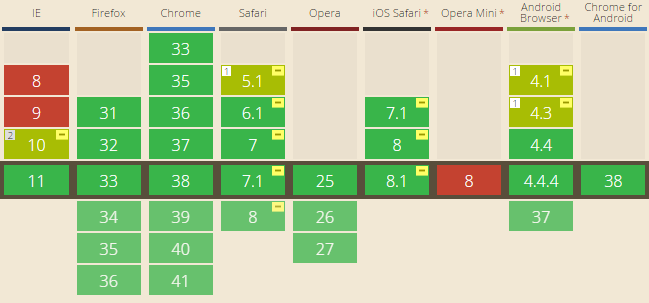 IE Firefox Chrome Safari Opera iOS Safari * Opera Mini * Android Browser * Chrome for Android
33
8 35 1 5.1 1 4.1
9 31 36 6.1 7.1 1 4.3
2 10 32 37 7 8 4.4
11 33 38 7.1 25 8.1 8 4.4.4 38
34 39 8 26 37
35 40 27
36 41